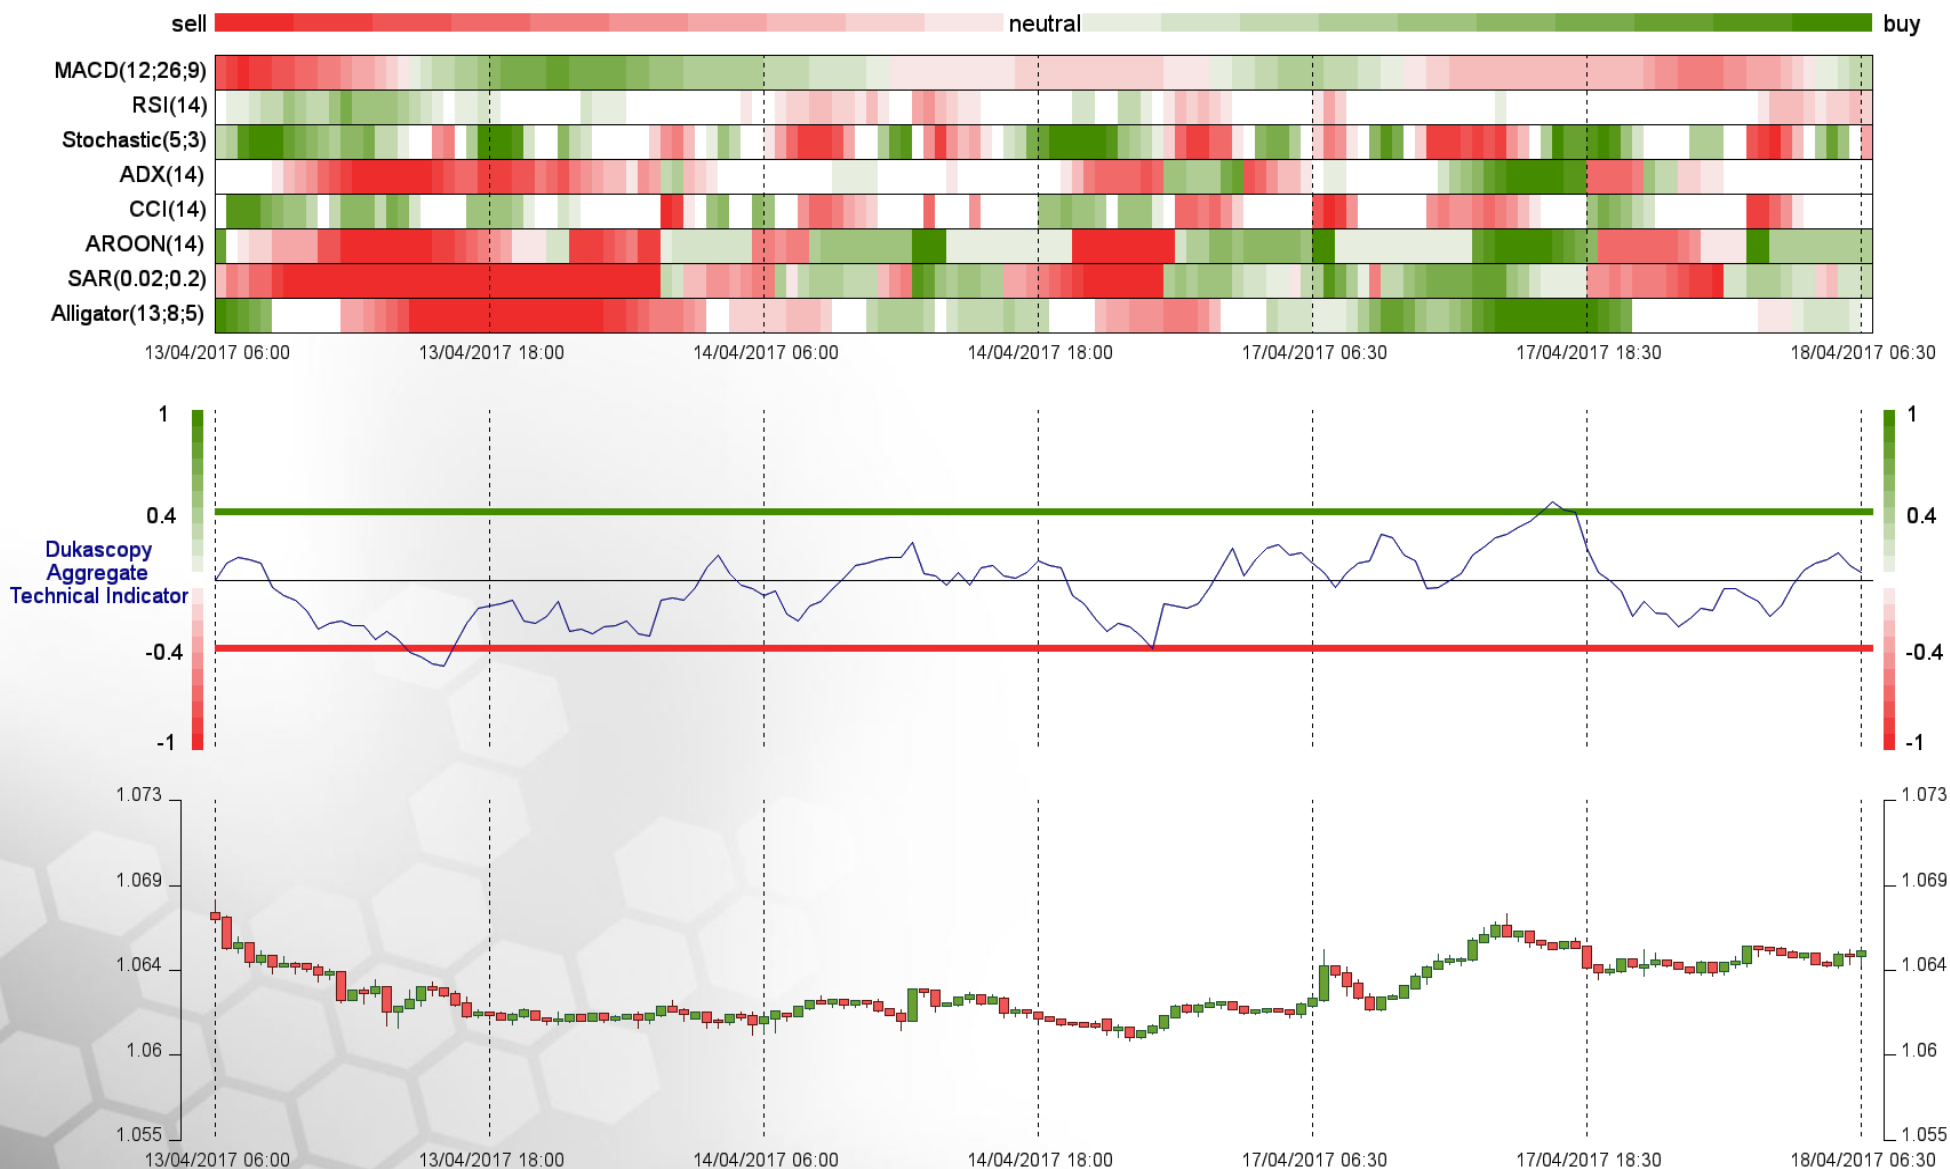 sell neutral buy
MACD(12;26;9)
RSI(14)
Stochastic(5;3)
ADX(14)
CCI(14)
AROON(14)
SAR(0.02;0.2)
Alligator(13;8;5)
13/04/2017 06:00 13/04/2017 18:00 14/04/2017 06:00 14/04/2017 18:00 17/04/2017 06:30 17/04/2017 18:30 18/04/2017 06:30
1 1
0.4 0.4
Dukascopy
Aggregate
Technical Indicator
-0.4 -0.4
-1 -1
1.073 1.073
1.069 1.069
1.064 1.064
1.06 1.06
1.055 1.055
13/04/2017 06:00 13/04/2017 18:00 14/04/2017 06:00 14/04/2017 18:00 17/04/2017 06:30 17/04/2017 18:30 18/04/2017 06:30